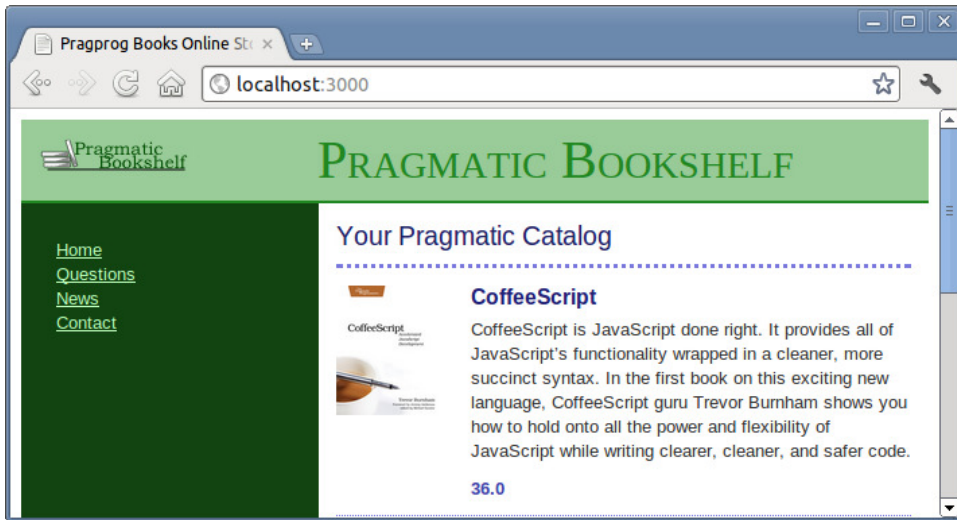 Pragprog Books Online Sto
localhost:3000
Pragmatic
Bookshelf
PRAGMATIC BOOKSHELF
Home
Questions
News
Contact
Your Pragmatic Catalog
CoffeeScript
CoffeeScript
CoffeeScript is JavaScript done right. It provides all of
JavaScript’s functionality wrapped in a cleaner, more
succinct syntax. In the first book on this exciting new
language, CoffeeScript guru Trevor Burnham shows you
how to hold onto all the power and flexibility of
JavaScript while writing clearer, cleaner, and safer code.
36.0
Trevor Burnham